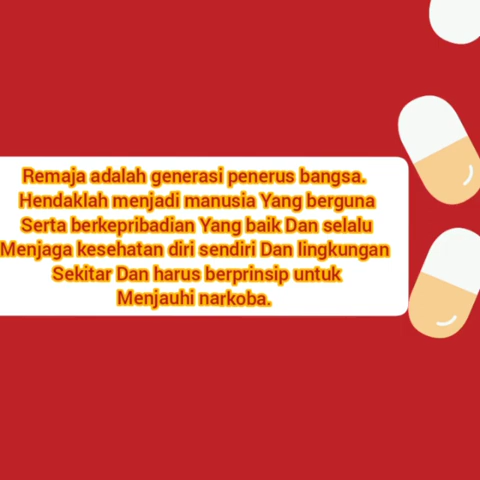 Remaja adalah generasi penerus bangsa.
Hendaklah menjadi manusia Yang berguna
Serta berkepribadian Yang baik Dan selalu
Menjaga kesehatan diri sendiri Dan lingkungan
Sekitar Dan harus berprinsip untuk
Menjauhi narkoba.